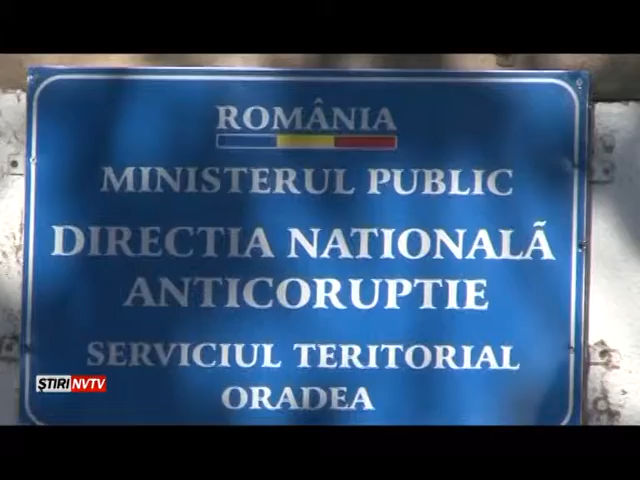 ROMÂNIA
MINISTERUL PUBLIC
DIRECTIA NATIONALÃ
ANTICORUPTIE
SERVICIUL TERITORIAL
ORADEA
ŞTIRI NVTV